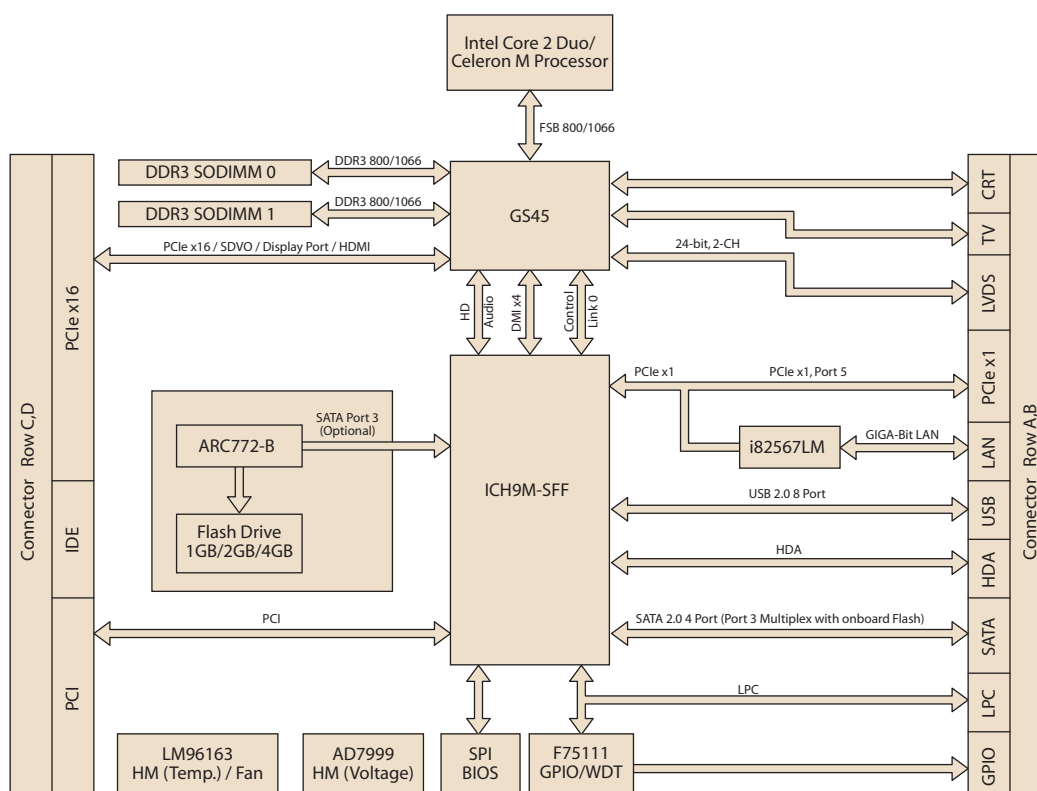 Intel Core 2 Duo/
Celeron M Processor
FSB 800/1066
DDR3 SODIMM 0
DDR3 800/1066
DDR3 SODIMM 1
DDR3 800/1066
GS45
PCIe x16 / SDVO / Display Port / HDMI
24-bit, 2-CH
CRT
TV
LVDS
HD
Audio
DMI x4
Control
Link 0
Connector Row C,D
PCIe x16
IDE
PCI
ICH9M-SFF
PCIe x1
PCIe x1, Port 5
PCIe x1
SATA Port 3
(Optional)
ARC772-B
Flash Drive
1GB/2GB/4GB
i82567LM
GIGA-Bit LAN
LAN
USB 2.0 8 Port
USB
HDA
HDA
PCI
SATA 2.0 4 Port (Port 3 Multiplex with onboard Flash)
SATA
LPC
LPC
LM96163
HM (Temp.) / Fan
AD7999
HM (Voltage)
SPI
BIOS
F75111
GPIO/WDT
GPIO
Connector Row A,B